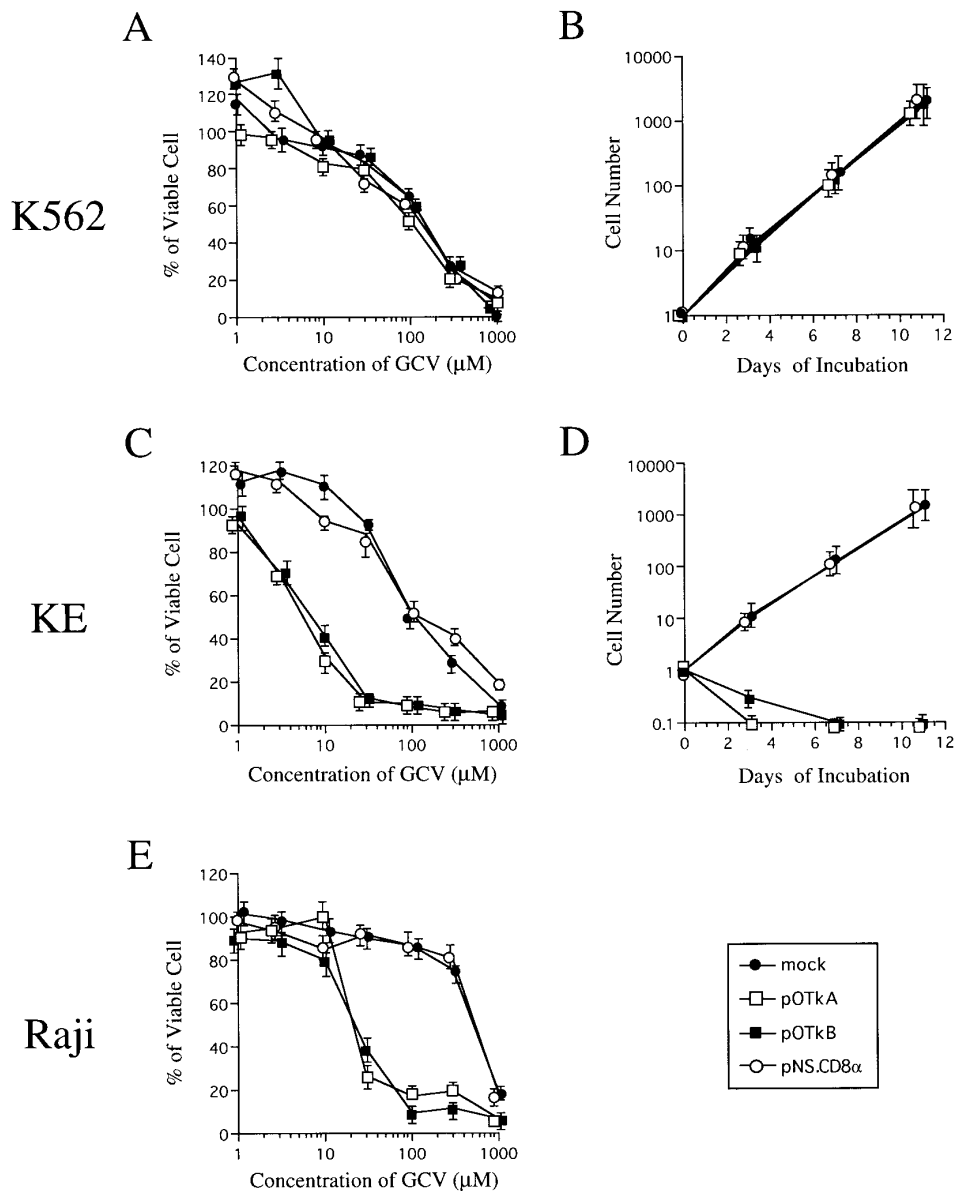 A
B
K562
% of Viable Cell
140
120
100
80
60
40
20
0
1
10
100
1000
Concentration of GCV (μM)
Cell Number
10000
1000
100
10
1
0
2
4
6
8
10
12
Days of Incubation
C
D
KE
% of Viable Cell
120
100
80
60
40
20
0
1
10
100
1000
Concentration of GCV (μM)
Cell Number
10000
1000
100
10
1
0.1
0
2
4
6
8
10
12
Days of Incubation
E
Raji
% of Viable Cell
120
100
80
60
40
20
0
1
10
100
1000
Concentration of GCV (μM)
mock
pOTkA
pOTkB
pNS.CD8α